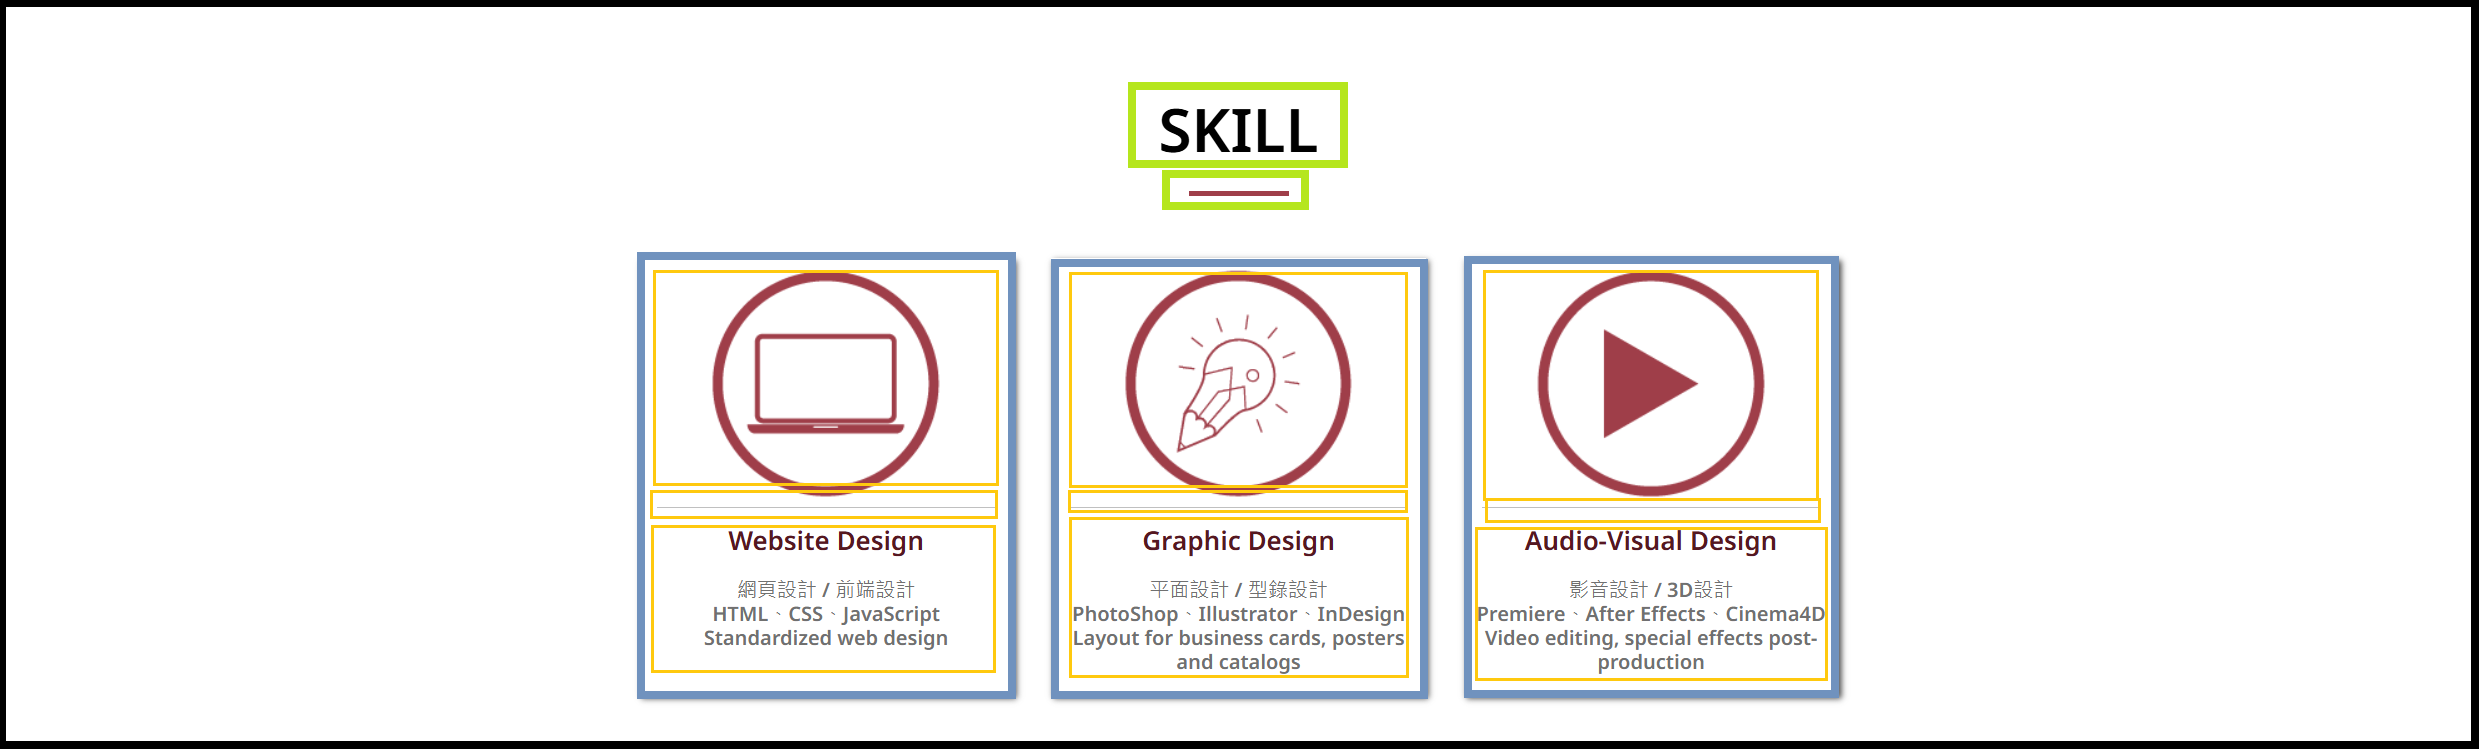 SKILL
Website Design
網頁設計 / 前端設計
HTML、CSS、JavaScript
Standardized web design
Graphic Design
平面設計 / 型錄設計
PhotoShop、Illustrator、InDesign
Layout for business cards, posters
and catalogs
Audio-Visual Design
影音設計 / 3D設計
Premiere、After Effects、Cinema4D
Video editing, special effects post-
production